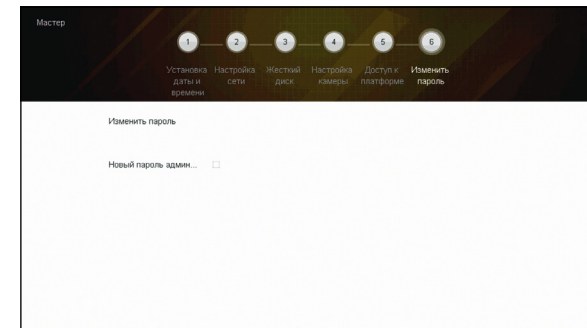 Мастер
1 2 3 4 5 6
Установка Настройка Жесткий Настройка Доступ к Изменить
даты и сети диск камеры платформе пароль
времени
Изменить пароль
Новый пароль админ...